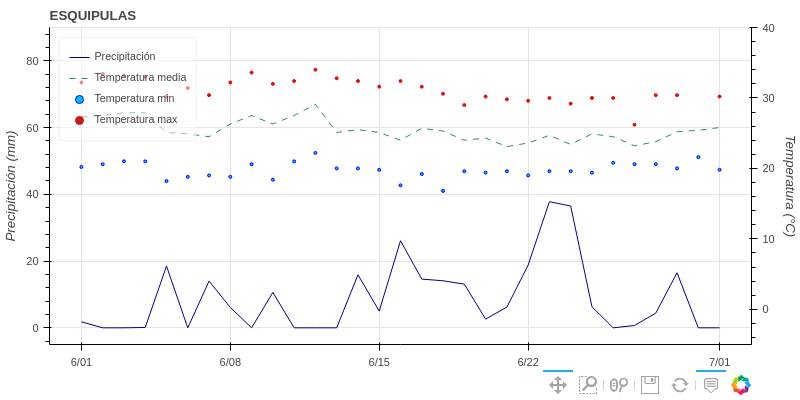 ESQUIPULAS
Precipitación
Temperatura media
Temperatura min
Temperatura max
Precipitación (mm)
80
60
40
20
0
40
30
20
10
0
Temperatura (°C)
6/01
6/08
6/15
6/22
7/01